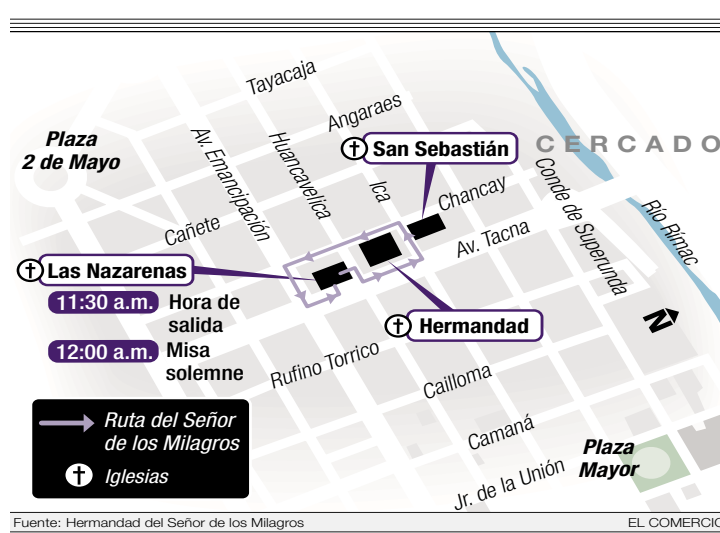 Tayacaja
Angaraes
Plaza
2 de Mayo
Av. Emancipación
Huancavelica
San Sebastián
CERCADO
Ica
Chancay
Conde de Superunda
Río Rímac
Cañete
Av. Tacna
Las Nazarenas
11:30 a.m. Hora de
salida
12:00 a.m. Misa
solemne
Hermandad
N
Rufino Torrico
Cailloma
Camaná
Plaza
Mayor
Jr. de la Unión
Ruta del Señor
de los Milagros
Iglesias
Fuente: Hermandad del Señor de los Milagros
EL COMERCIO